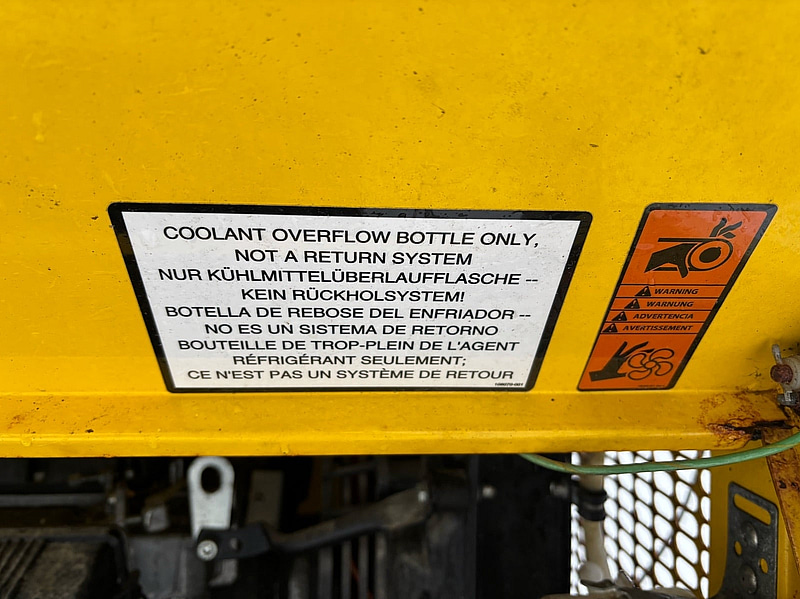 COOLANT OVERFLOW BOTTLE ONLY,
NOT A RETURN SYSTEM
NUR KÜHLMITTELÜBERLAUFFLASCHE --
KEIN RÜCKHOLSYSTEM!
BOTELLA DE REBOSE DEL ENFRIADOR --
NO ES UN SISTEMA DE RETORNO
BOUTEILLE DE TROP-PLEIN DE L'AGENT
RÉFRIGÉRANT SEULEMENT;
CE N'EST PAS UN SYSTÈME DE RETOUR
WARNING
WARNUNG
ADVERTENCIA
AVERTISSEMENT